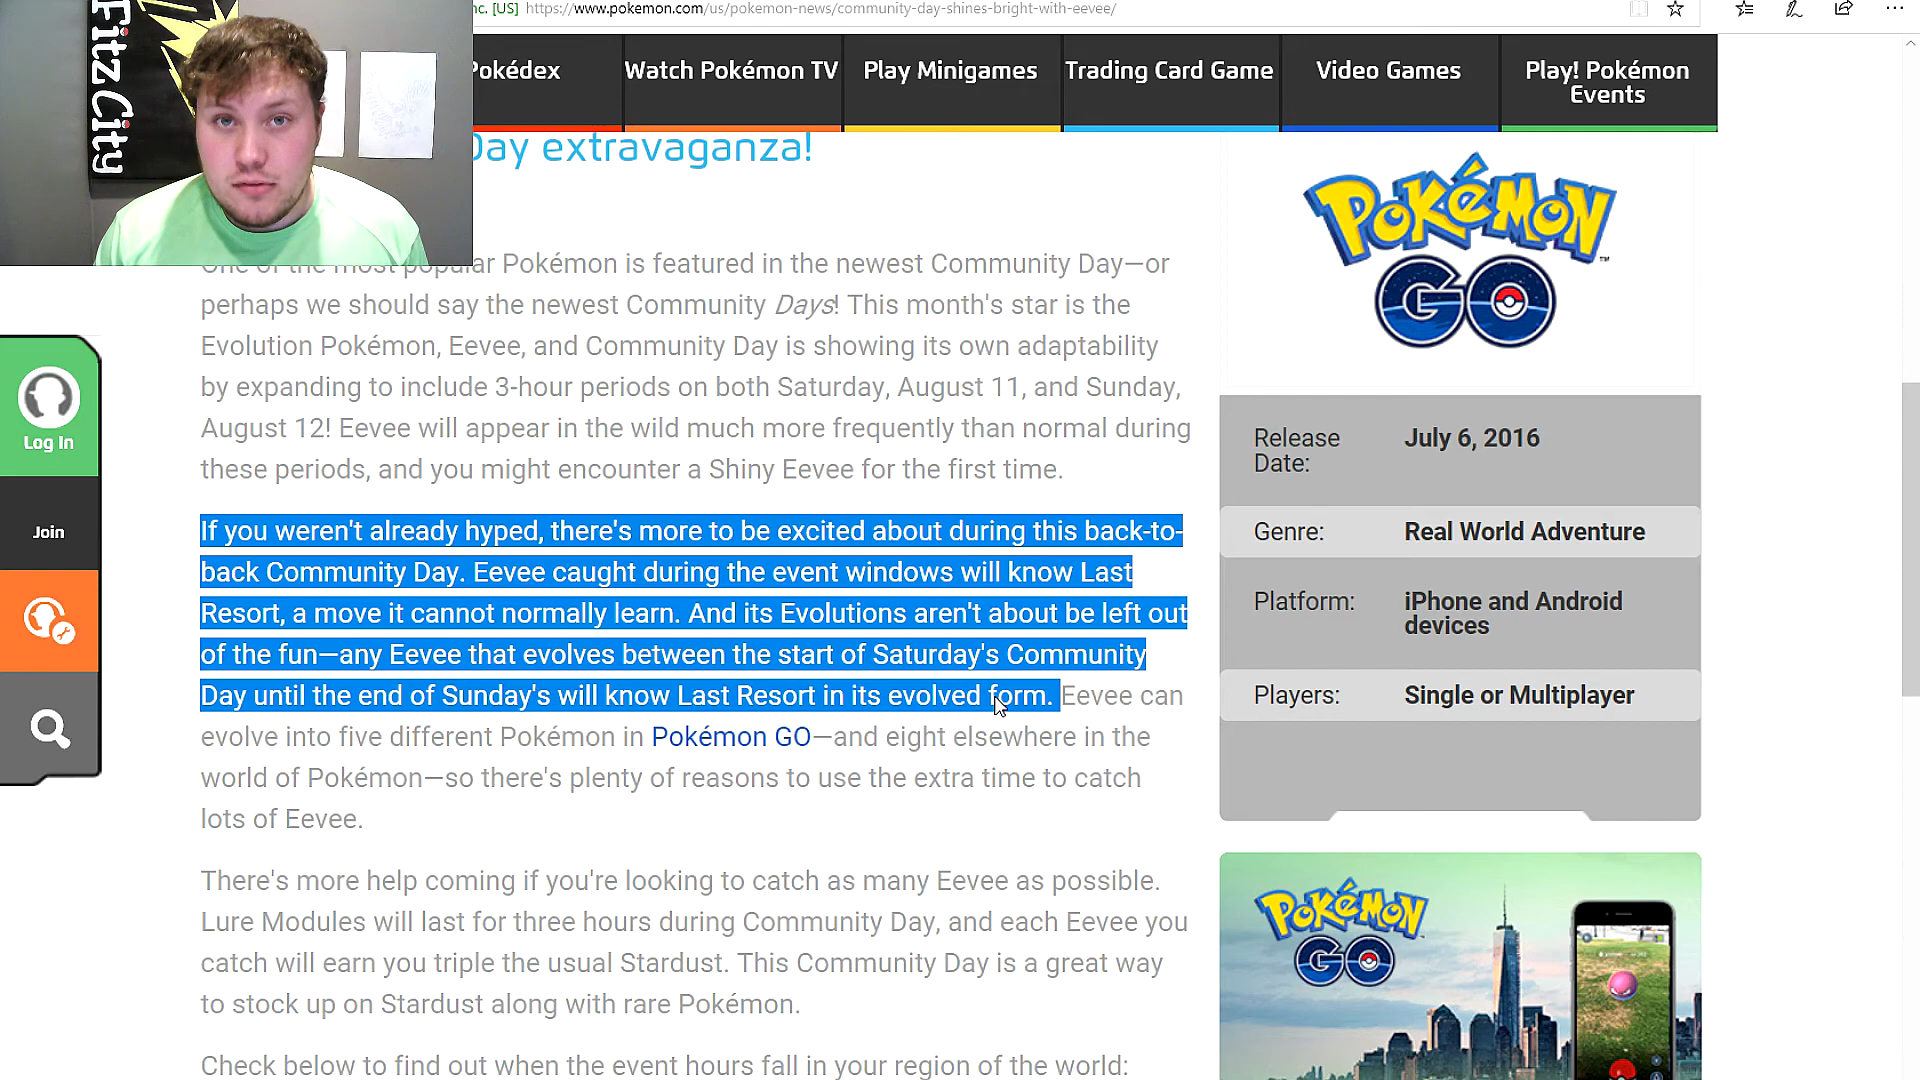 nc. [US] https://www.pokemon.com/us/pokemon-news/community-day-shines-bright-with-eevee/
Fitz City
Pokédex
Watch Pokémon TV
Play Minigames
Trading Card Game
Video Games
Play! Pokémon
Events
Day extravaganza!
One of the most popular Pokémon is featured in the newest Community Day—or
perhaps we should say the newest Community Days! This month's star is the
Evolution Pokémon, Eevee, and Community Day is showing its own adaptability
by expanding to include 3-hour periods on both Saturday, August 11, and Sunday,
August 12! Eevee will appear in the wild much more frequently than normal during
these periods, and you might encounter a Shiny Eevee for the first time.
If you weren't already hyped, there's more to be excited about during this back-to-
back Community Day. Eevee caught during the event windows will know Last
Resort, a move it cannot normally learn. And its Evolutions aren't about be left out
of the fun—any Eevee that evolves between the start of Saturday's Community
Day until the end of Sunday's will know Last Resort in its evolved form. Eevee can
evolve into five different Pokémon in Pokémon GO—and eight elsewhere in the
world of Pokémon—so there's plenty of reasons to use the extra time to catch
lots of Eevee.
There's more help coming if you're looking to catch as many Eevee as possible.
Lure Modules will last for three hours during Community Day, and each Eevee you
catch will earn you triple the usual Stardust. This Community Day is a great way
to stock up on Stardust along with rare Pokémon.
Check below to find out when the event hours fall in your region of the world:
Log In
Join
POKéMON
GO
TM
Release
Date:
July 6, 2016
Genre:
Real World Adventure
Platform:
iPhone and Android
devices
Players:
Single or Multiplayer
POKéMON
GO